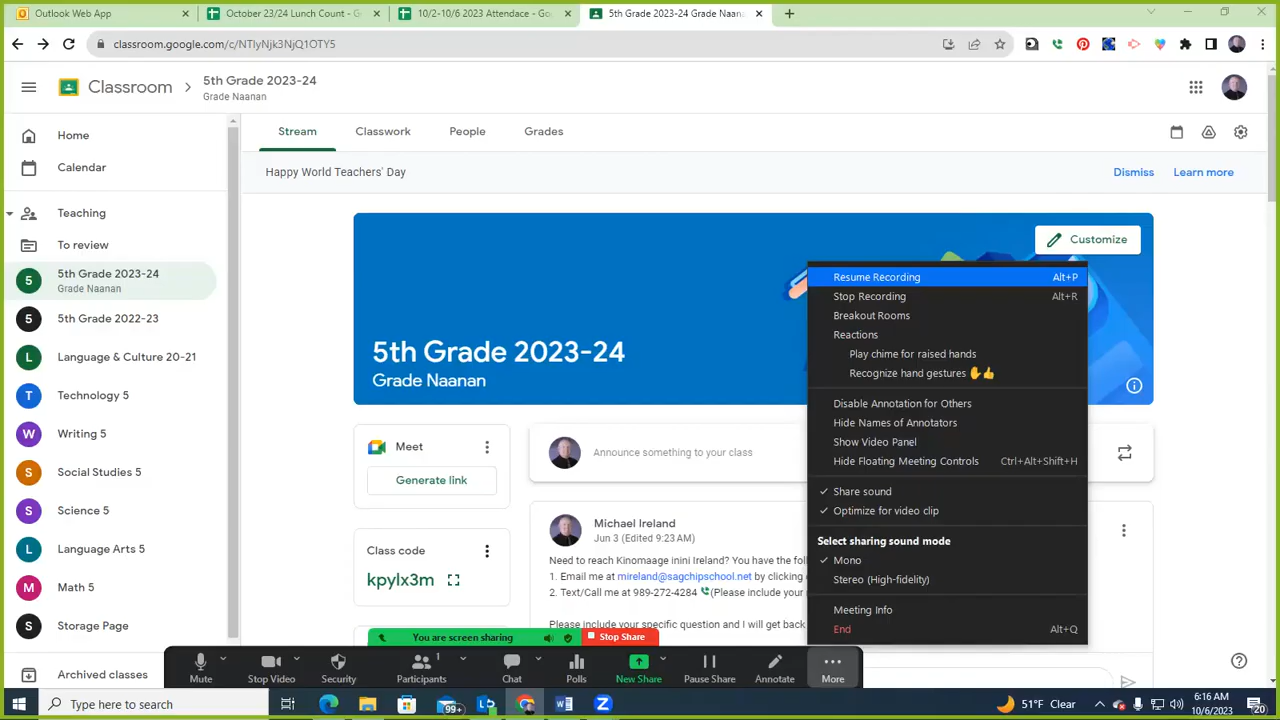 Outlook Web App
October 23/24 Lunch Count - G
10/2-10/6 2023 Attendace - Go
5th Grade 2023-24 Grade Naanan
classroom.google.com/c/NTIyNjk3NjQ1OTY5
Classroom
5th Grade 2023-24
Grade Naanan
Stream
Classwork
People
Grades
Happy World Teachers' Day
Dismiss
Learn more
Home
Calendar
Teaching
To review
5
5th Grade 2023-24
Grade Naanan
5
5th Grade 2022-23
L
Language & Culture 20-21
T
Technology 5
W
Writing 5
S
Social Studies 5
S
Science 5
L
Language Arts 5
M
Math 5
S
Storage Page
Archived classes
Customize
5th Grade 2023-24
Grade Naanan
Meet
Generate link
Class code
kpylx3m
Announce something to your class
Michael Ireland
Jun 3 (Edited 9:23 AM)
Need to reach Kinomaage inini Ireland? You have the foll
1. Email me at mireland@sagchipschool.net by clicking
2. Text/Call me at 989-272-4284 (Please include your
Please include your specific question and I will get back
Resume Recording Alt+P
Stop Recording Alt+R
Breakout Rooms
Reactions
Play chime for raised hands
Recognize hand gestures ✋👍
Disable Annotation for Others
Hide Names of Annotators
Show Video Panel
Hide Floating Meeting Controls Ctrl+Alt+Shift+H
✓ Share sound
✓ Optimize for video clip
Select sharing sound mode
✓ Mono
Stereo (High-fidelity)
Meeting Info
End Alt+Q
You are screen sharing
Stop Share
Mute
Stop Video
Security
1
Participants
Chat
Polls
New Share
Pause Share
Annotate
More
Type here to search
99+
51°F Clear
6:16 AM
10/6/2023
20